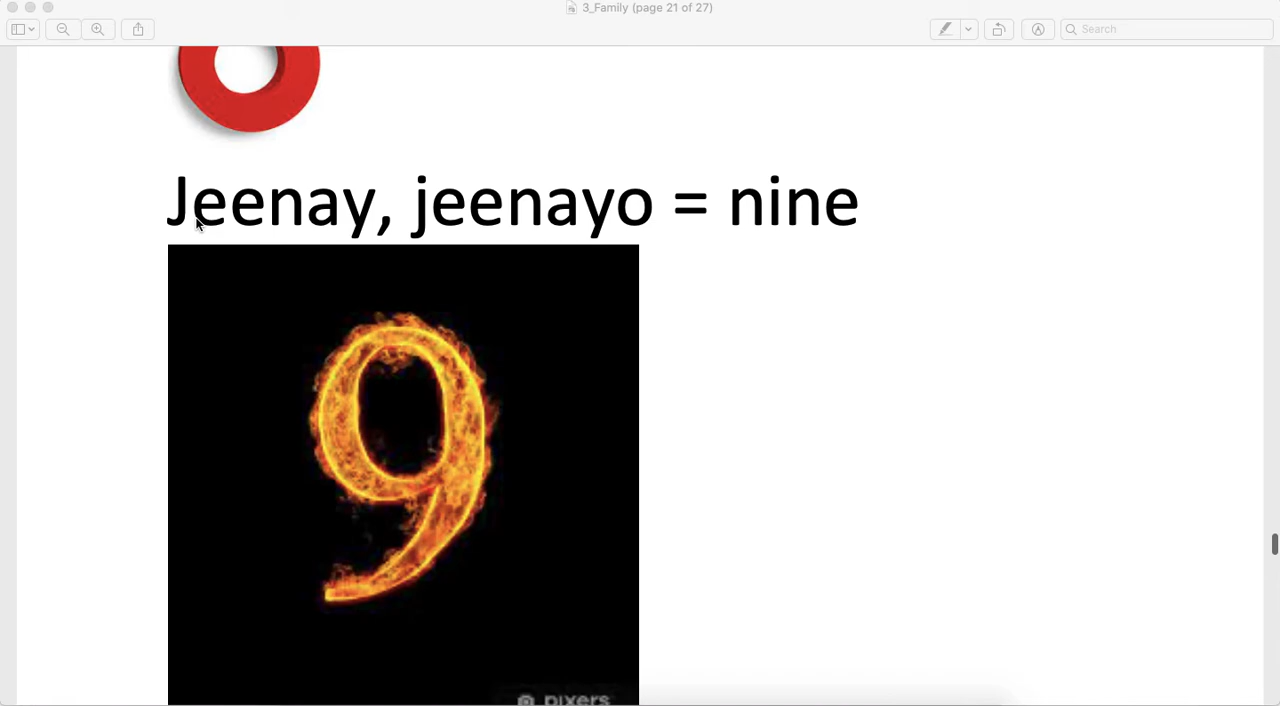 3_Family (page 21 of 27)
Search
Jeenay, jeenayo = nine
9
pixers